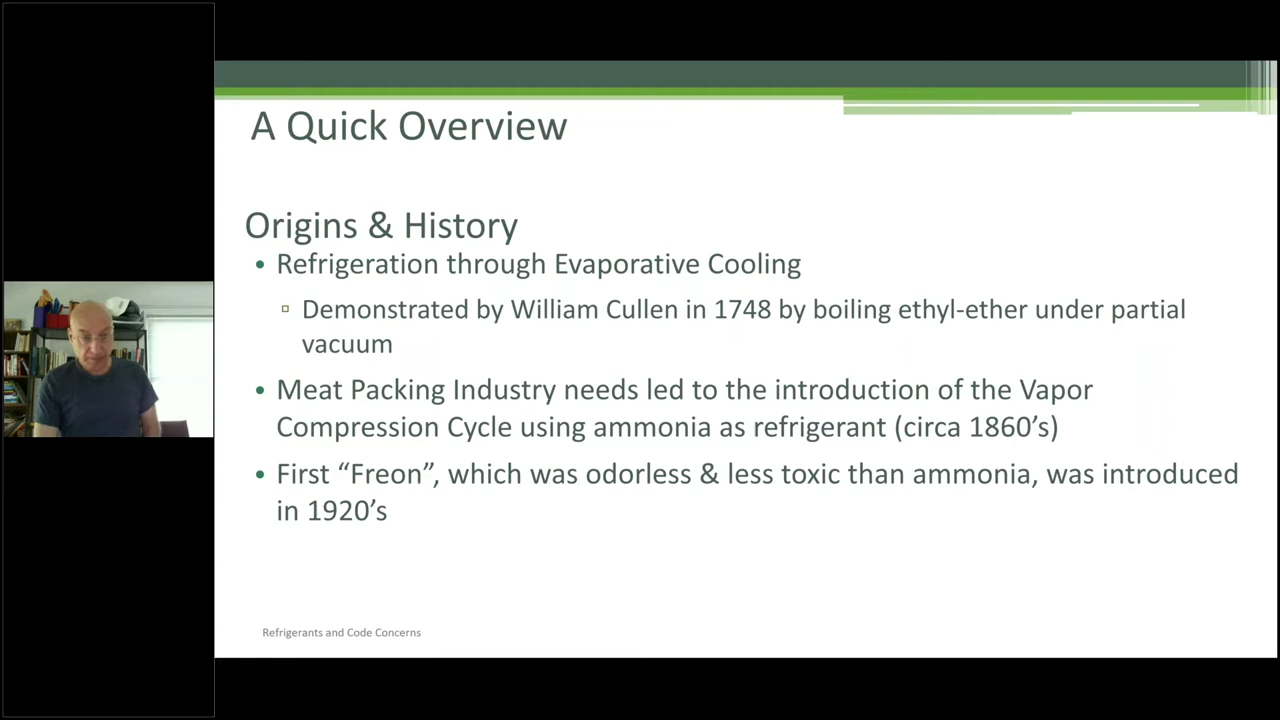 A Quick Overview
Origins & History
• Refrigeration through Evaporative Cooling
▫ Demonstrated by William Cullen in 1748 by boiling ethyl-ether under partial
vacuum
• Meat Packing Industry needs led to the introduction of the Vapor
Compression Cycle using ammonia as refrigerant (circa 1860’s)
• First “Freon”, which was odorless & less toxic than ammonia, was introduced
in 1920’s
Refrigerants and Code Concerns